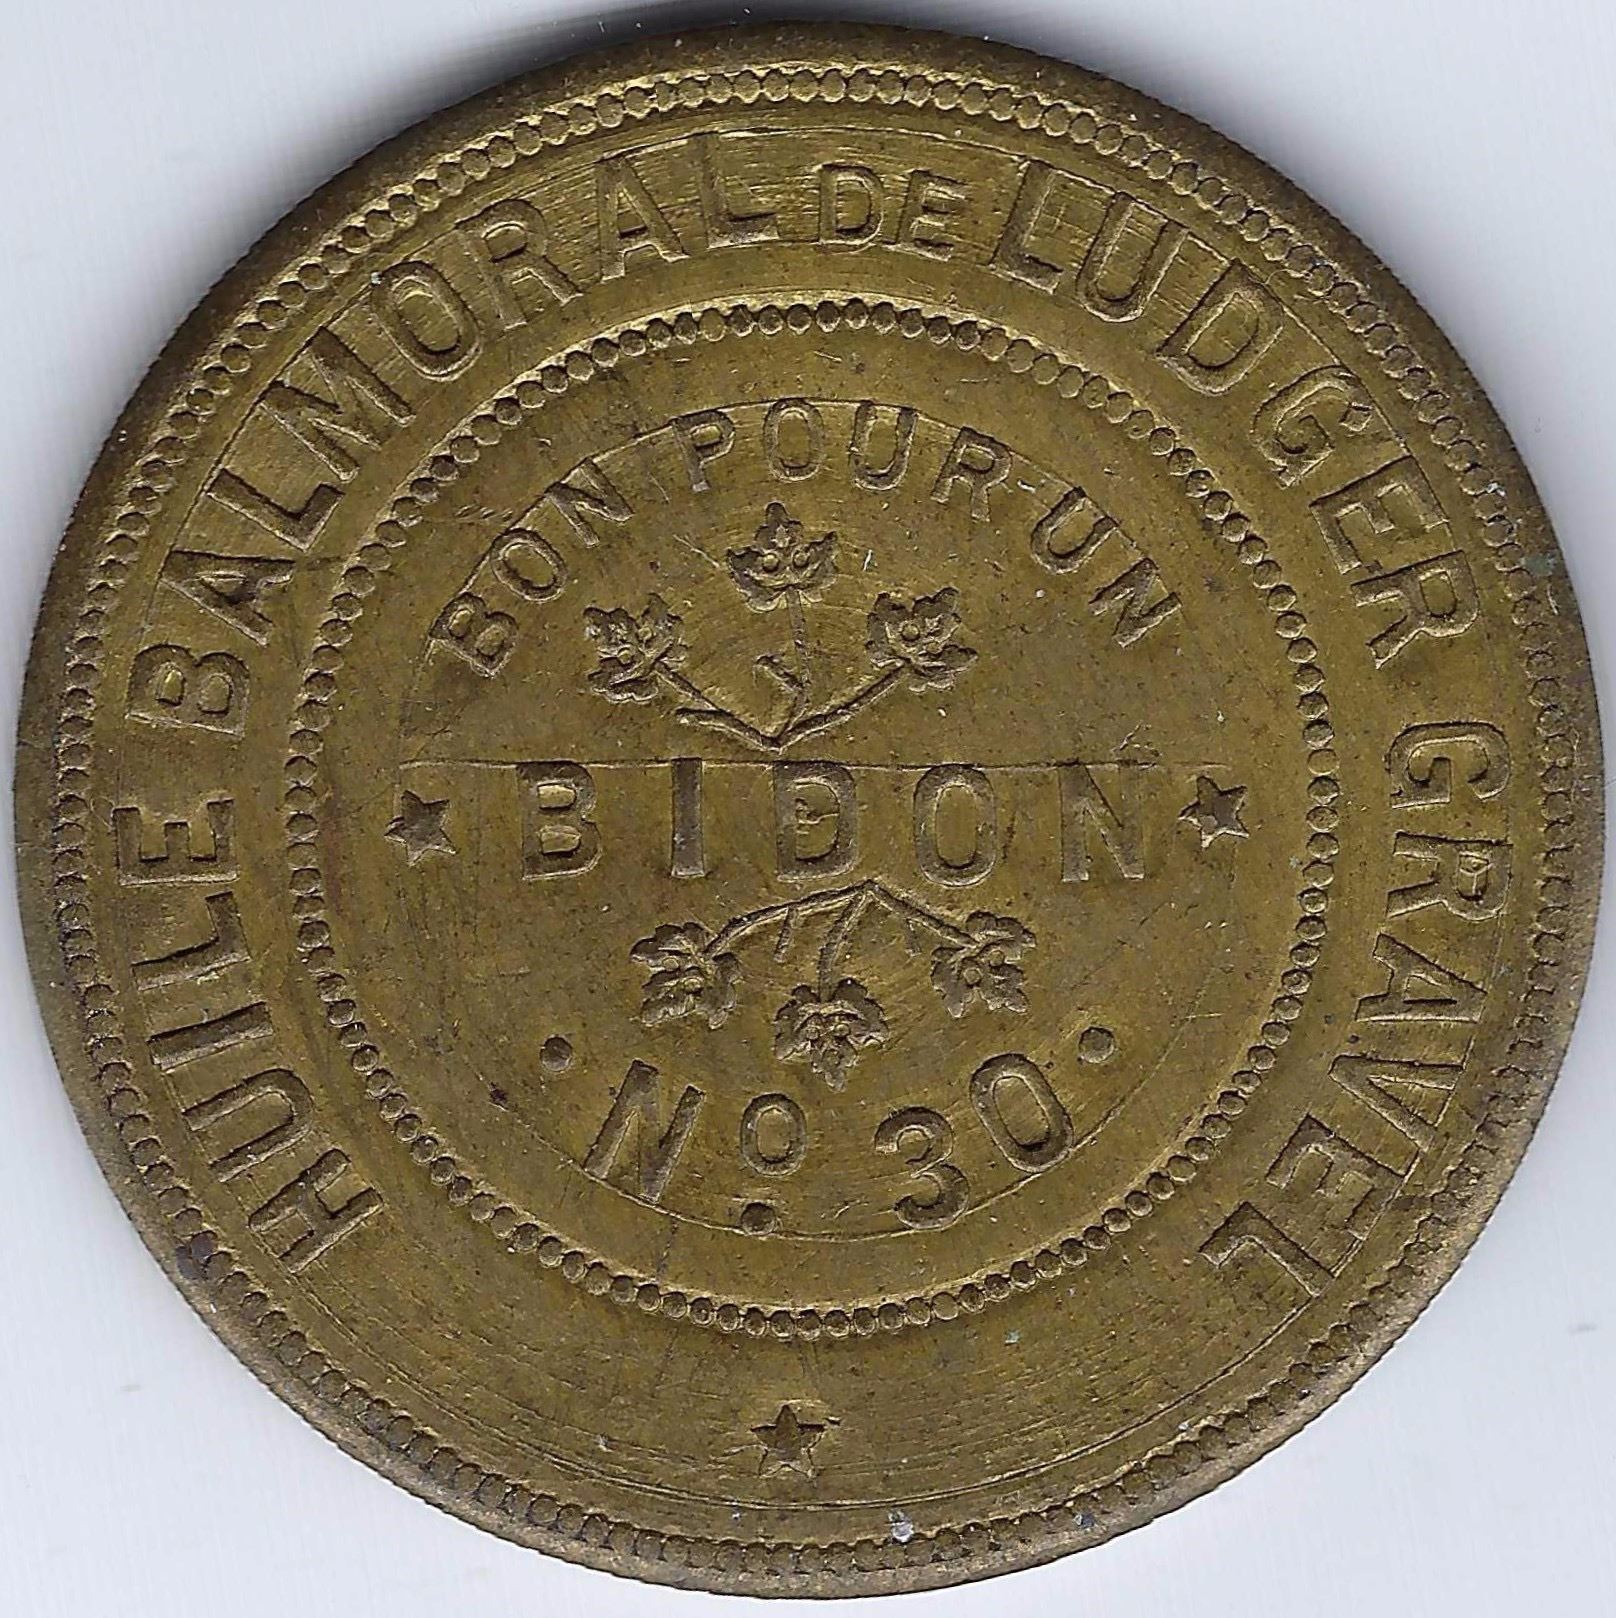 HUILE BALMORAL DE LUDGER GRAVEL
BON POUR UN
BIDON
No 30